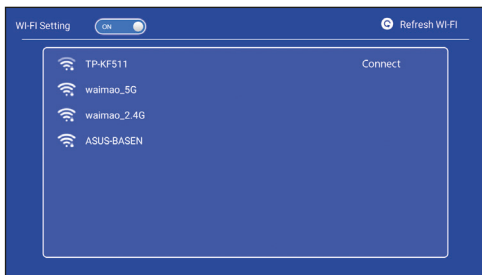 WI-FI Setting ON Refresh WI-FI
TP-KF511 Connect
waimao_5G
waimao_2.4G
ASUS-BASEN